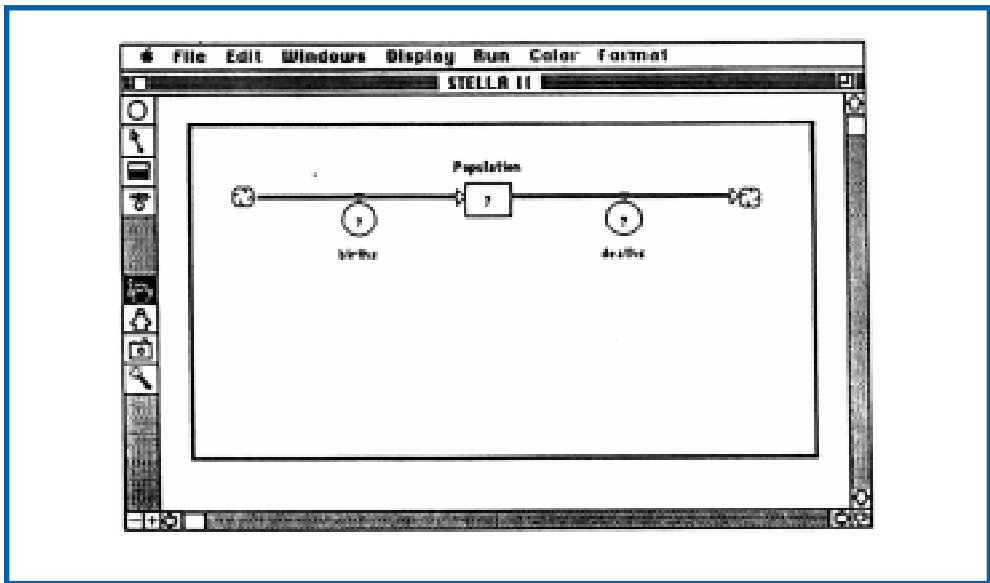 File Edit Windows Display Run Color Format
STELLA II
Population
?
? ?
births deaths